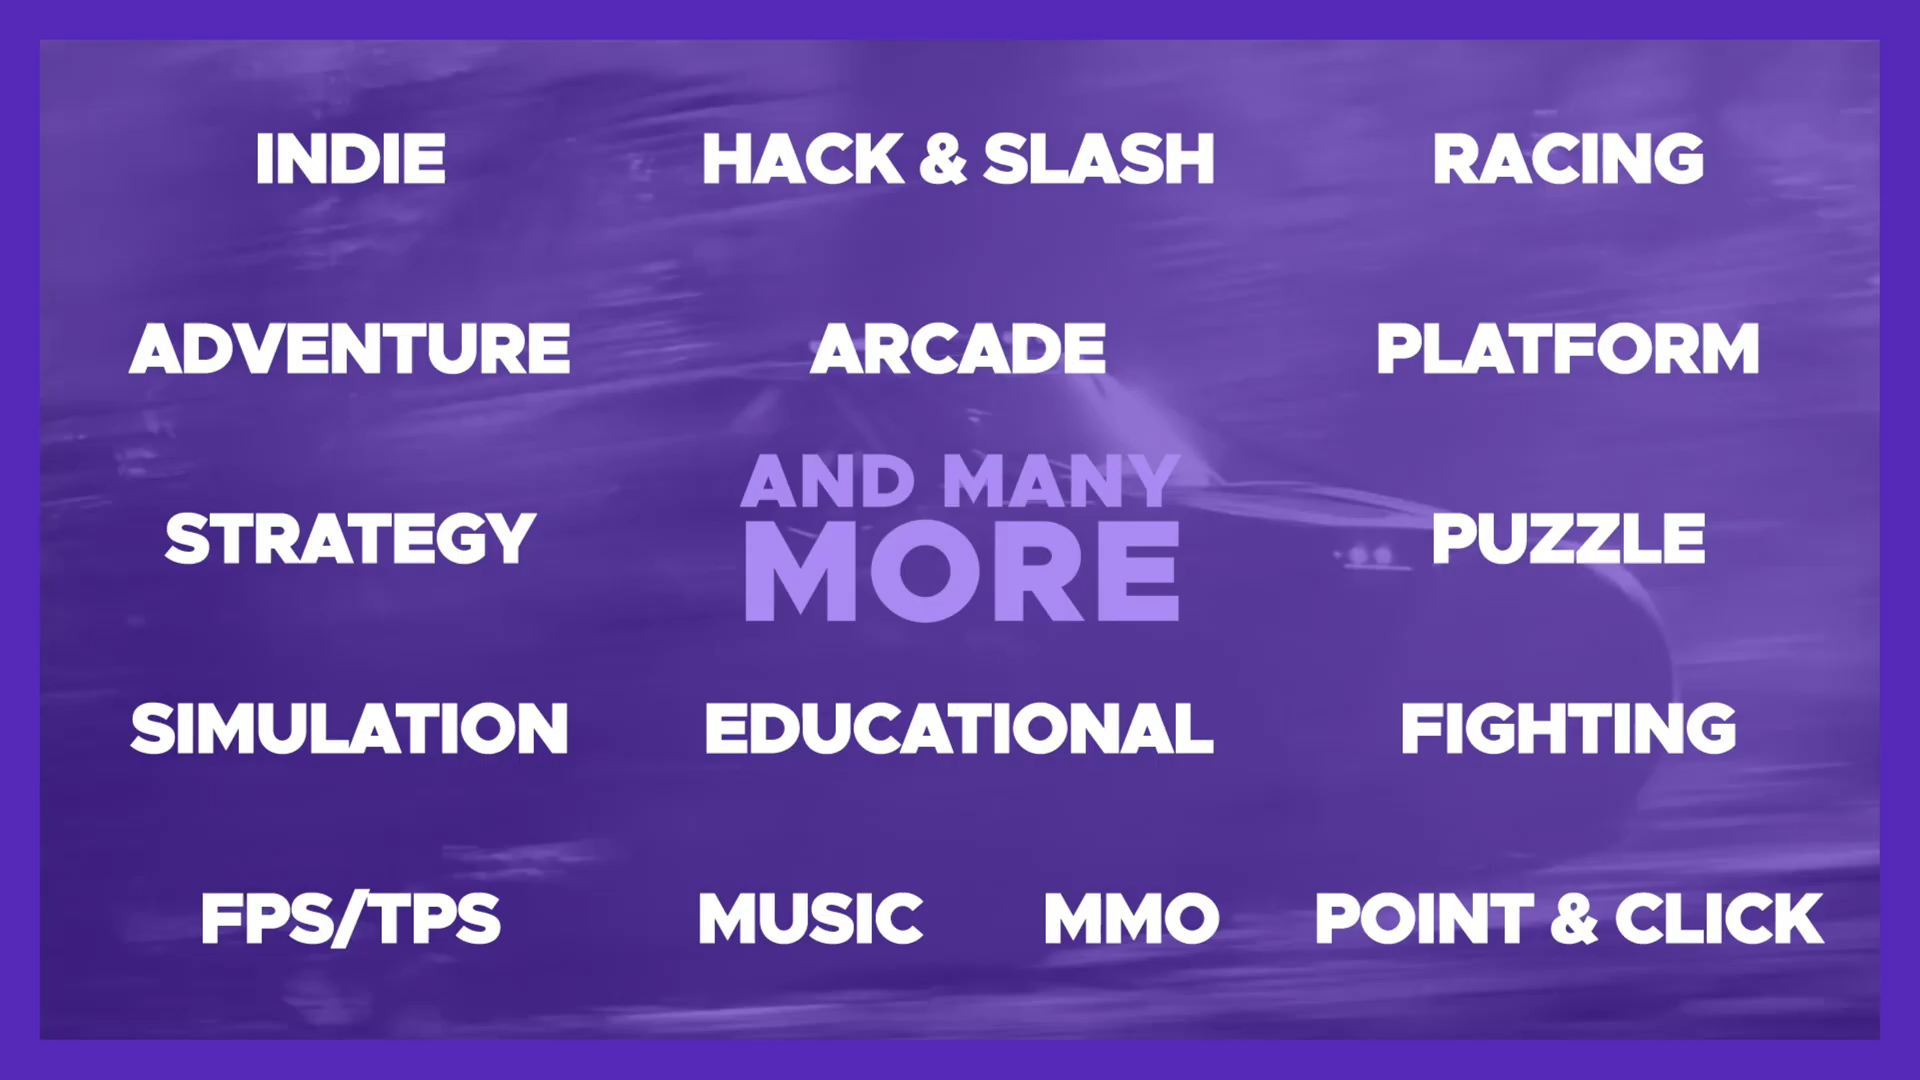 INDIE
HACK & SLASH
RACING
ADVENTURE
ARCADE
PLATFORM
STRATEGY
AND MANY
MORE
PUZZLE
SIMULATION
EDUCATIONAL
FIGHTING
FPS/TPS
MUSIC
MMO
POINT & CLICK